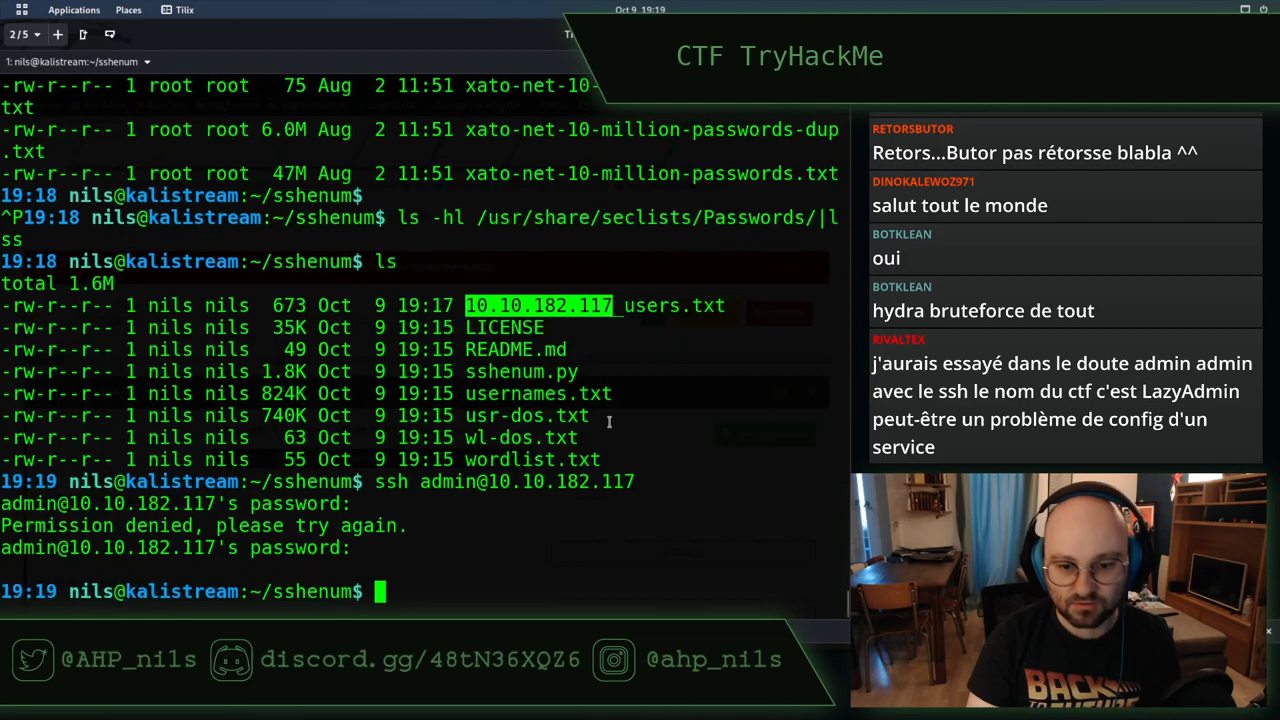 Applications Places Tilix
Oct 9 19:19
2/5
1: nils@kalistream:~/sshenum
CTF TryHackMe
-rw-r--r-- 1 root root 75 Aug 2 11:51 xato-net-10-
txt
-rw-r--r-- 1 root root 6.0M Aug 2 11:51 xato-net-10-million-passwords-dup
.txt
-rw-r--r-- 1 root root 47M Aug 2 11:51 xato-net-10-million-passwords.txt
19:18 nils@kalistream:~/sshenum$
^P19:18 nils@kalistream:~/sshenum$ ls -hl /usr/share/seclists/Passwords/|l
ss
19:18 nils@kalistream:~/sshenum$ ls
total 1.6M
-rw-r--r-- 1 nils nils 673 Oct 9 19:17 10.10.182.117_users.txt
-rw-r--r-- 1 nils nils 35K Oct 9 19:15 LICENSE
-rw-r--r-- 1 nils nils 49 Oct 9 19:15 README.md
-rw-r--r-- 1 nils nils 1.8K Oct 9 19:15 sshenum.py
-rw-r--r-- 1 nils nils 824K Oct 9 19:15 usernames.txt
-rw-r--r-- 1 nils nils 740K Oct 9 19:15 usr-dos.txt
-rw-r--r-- 1 nils nils 63 Oct 9 19:15 wl-dos.txt
-rw-r--r-- 1 nils nils 55 Oct 9 19:15 wordlist.txt
19:19 nils@kalistream:~/sshenum$ ssh admin@10.10.182.117
admin@10.10.182.117's password:
Permission denied, please try again.
admin@10.10.182.117's password:
19:19 nils@kalistream:~/sshenum$
RETORSBUTOR
Retors...Butor pas rétorsse blabla ^^
DINOKALEWOZ971
salut tout le monde
BOTKLEAN
oui
BOTKLEAN
hydra bruteforce de tout
RIVALTEX
j'aurais essayé dans le doute admin admin
avec le ssh le nom du ctf c'est LazyAdmin
peut-être un problème de config d'un
service
BACK
TO THE
FUTURE
@AHP_nils
discord.gg/48tN36XQZ6
@ahp_nils